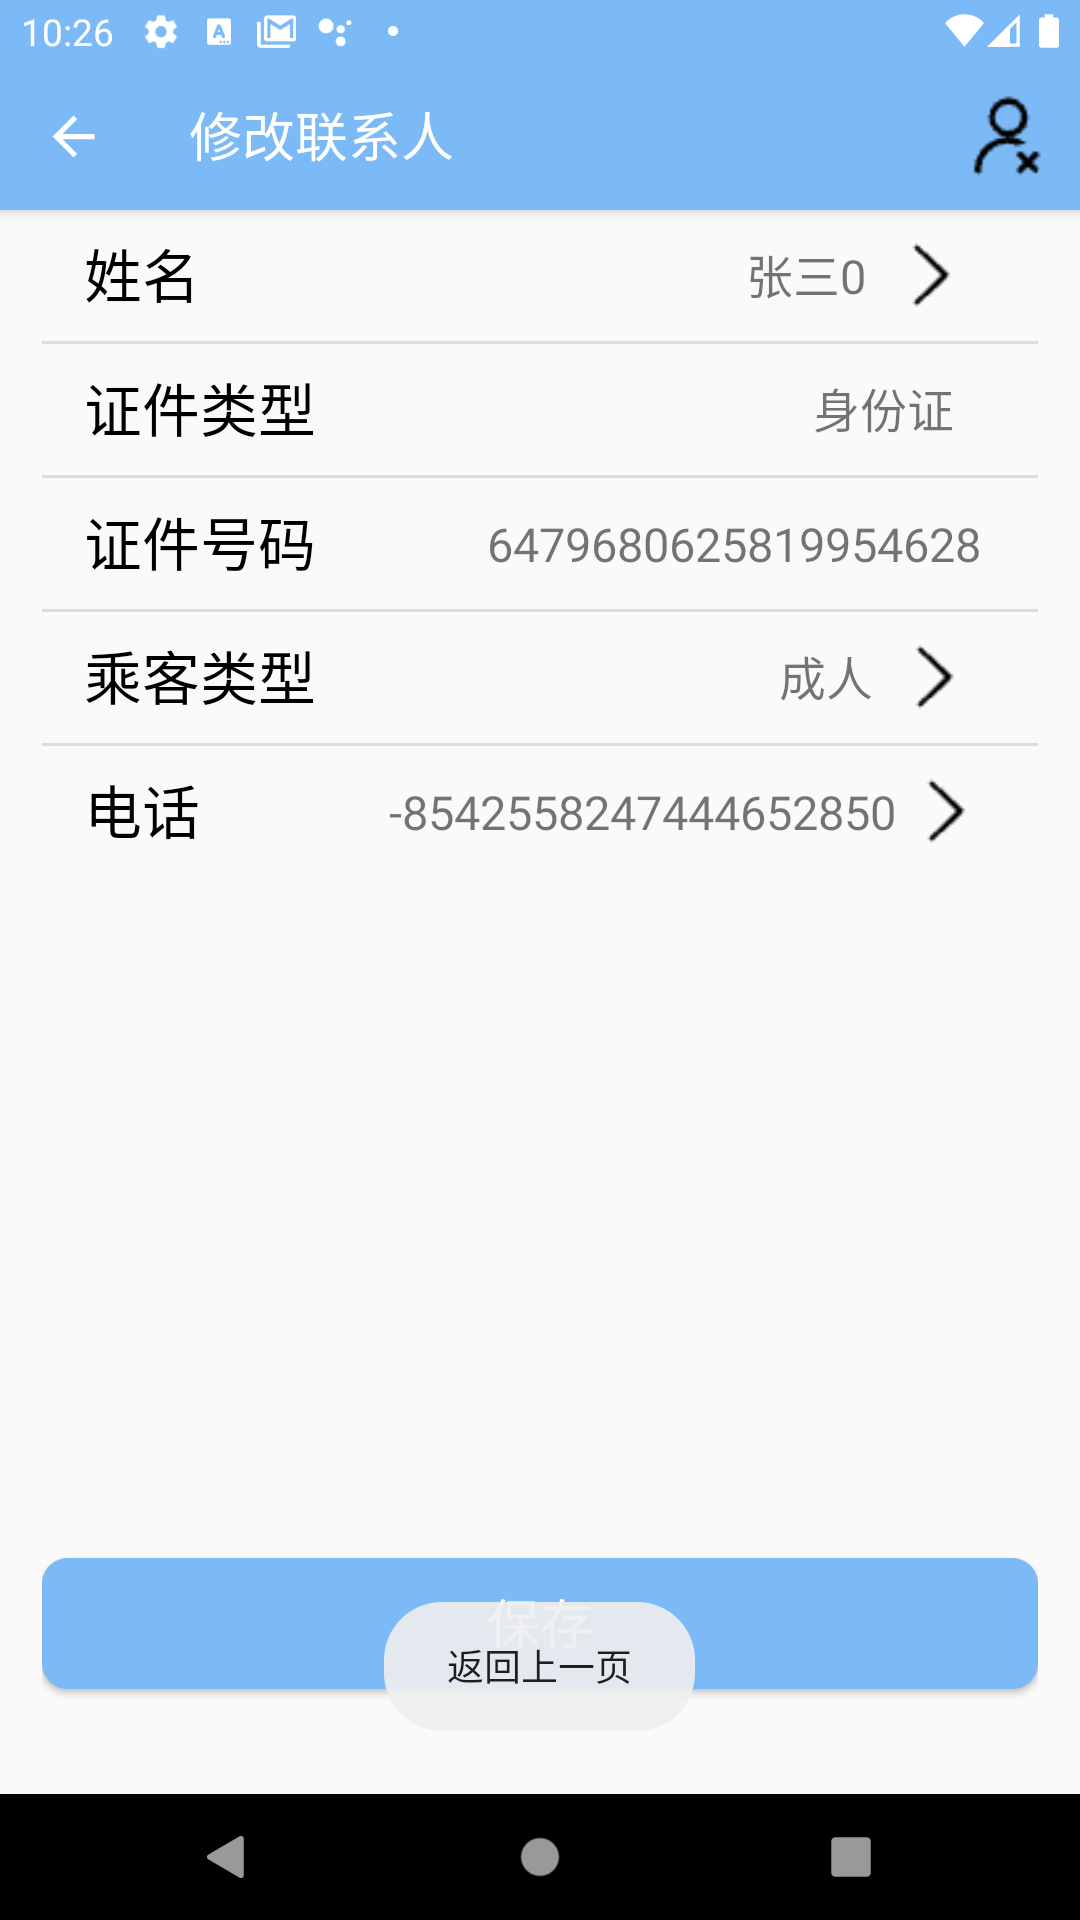 10:26
修改联系人
姓名 张三0
证件类型 身份证
证件号码 6479680625819954628
乘客类型 成人
电话 -8542558247444652850
保存
返回上一页